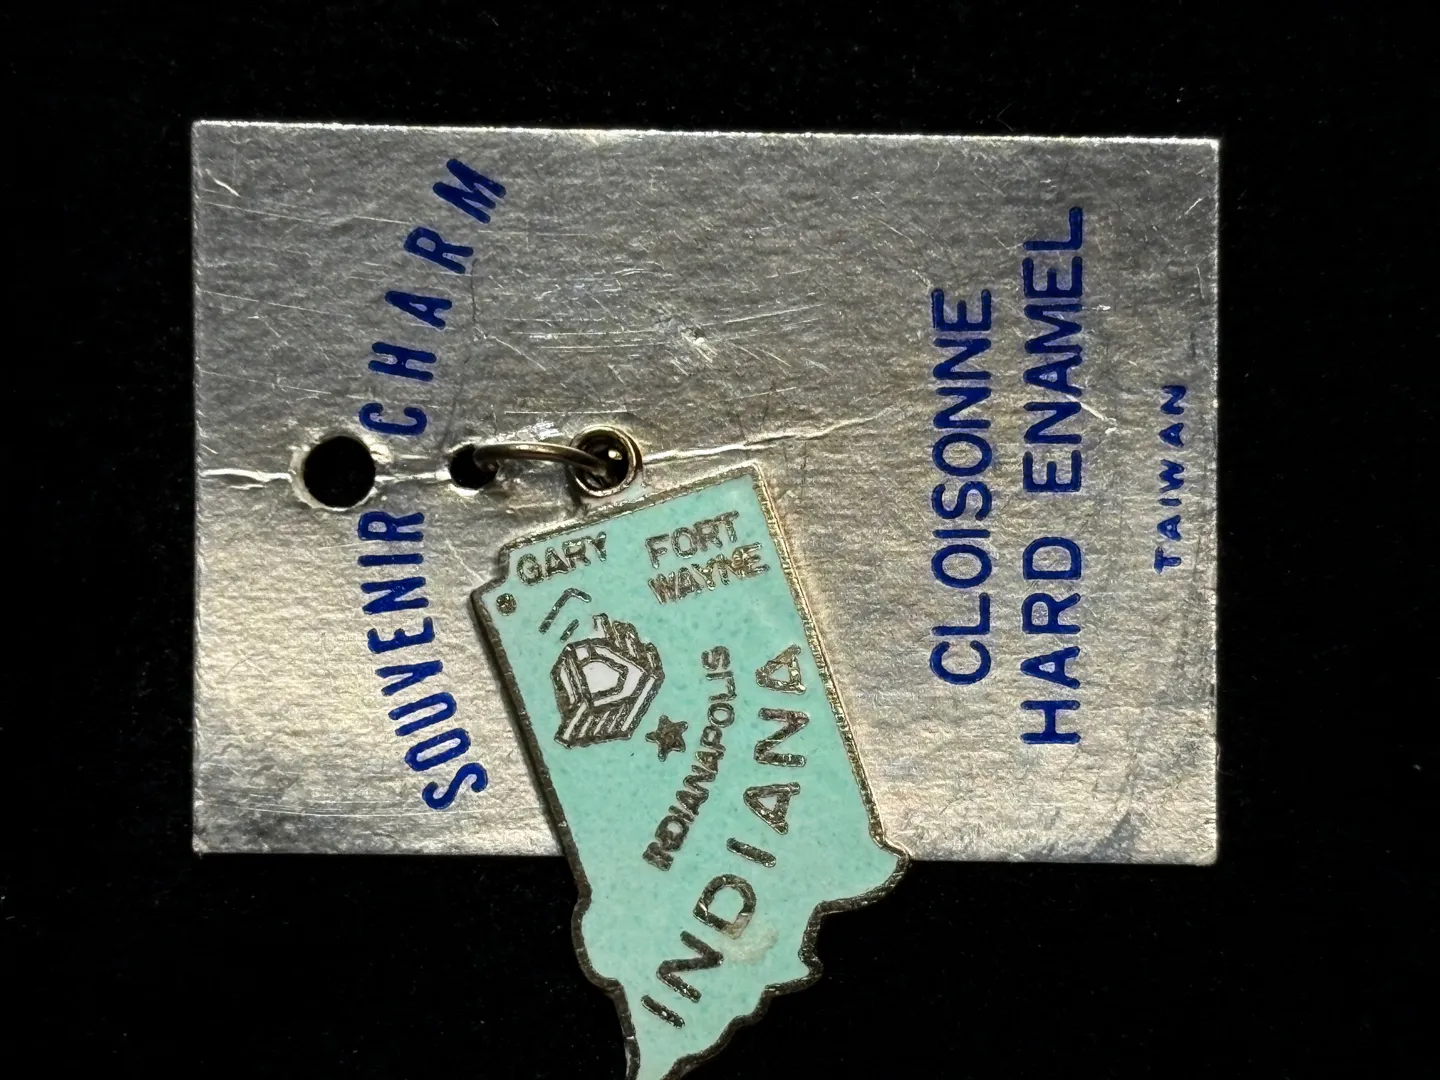 SOUVENIR CHARM
GARY
FORT
WAYNE
INDIANAPOLIS
INDIANA
CLOISONNE
HARD ENAMEL
TAIWAN